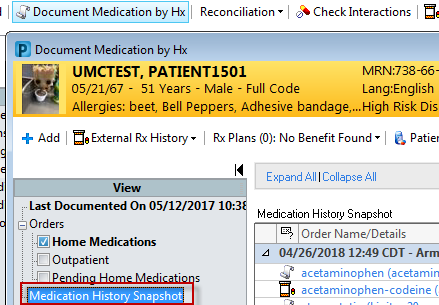 Document Medication by Hx Reconciliation Check Interactions
Document Medication by Hx
UMCTEST, PATIENT1501 MRN:738-66-
05/21/67 - 51 Years - Male - Full Code Lang:English
Allergies: beet, Bell Peppers, Adhesive bandage,... High Risk Dis
Add External Rx History Rx Plans (0): No Benefit Found Patie
View
Expand All Collapse All
Last Documented On 05/12/2017 10:38
Orders
Medication History Snapshot
Home Medications
Order Name/Details
Outpatient
04/26/2018 12:49 CDT - Arm
Pending Home Medications
acetaminophen (acetami
Medication History Snapshot
acetaminophen-codeine (